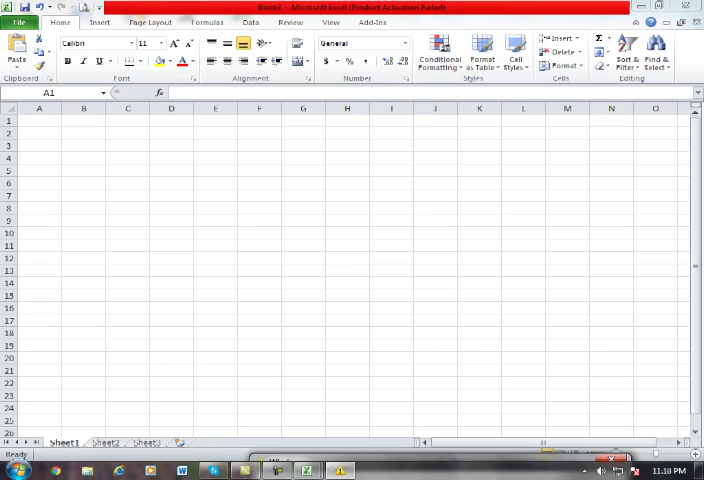 Book2 - Microsoft Excel (Product Activation Failed)
File Home Insert Page Layout Formulas Data Review View Add-Ins
Calibri 11 General Insert Σ
Paste B I U $ % , Conditional Formatting Format as Table Cell Styles Delete Format Sort & Filter Find & Select
Clipboard Font Alignment Number Styles Cells Editing
A1 fx
A B C D E F G H I J K L M N O
1
2
3
4
5
6
7
8
9
10
11
12
13
14
15
16
17
18
19
20
21
22
23
24
25
26
Sheet1 Sheet2 Sheet3
Ready
11:18 PM